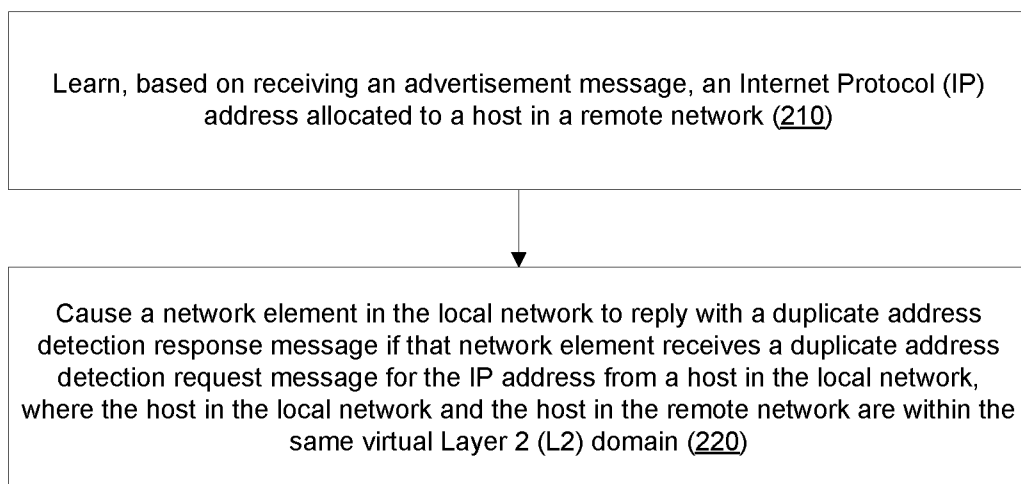 Learn, based on receiving an advertisement message, an Internet Protocol (IP)
address allocated to a host in a remote network (210)
Cause a network element in the local network to reply with a duplicate address
detection response message if that network element receives a duplicate address
detection request message for the IP address from a host in the local network,
where the host in the local network and the host in the remote network are within the
same virtual Layer 2 (L2) domain (220)